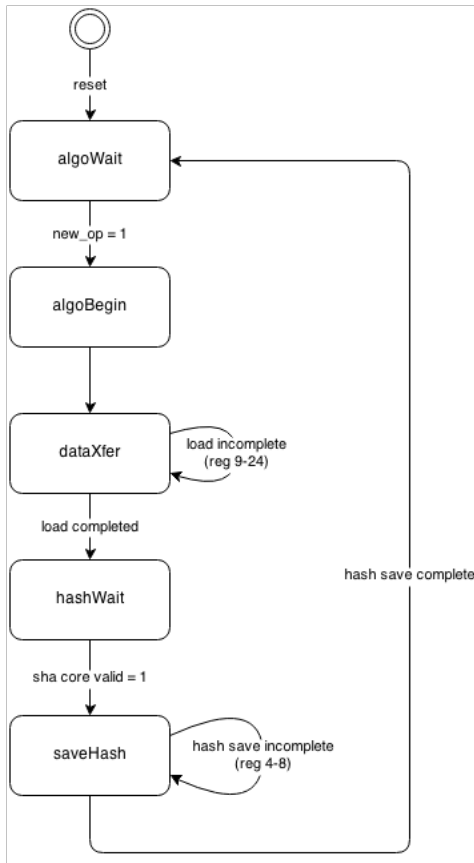 reset
algoWait
new_op = 1
algoBegin
dataXfer
load incomplete
(reg 9-24)
load completed
hashWait
hash save complete
sha core valid = 1
saveHash
hash save incomplete
(reg 4-8)